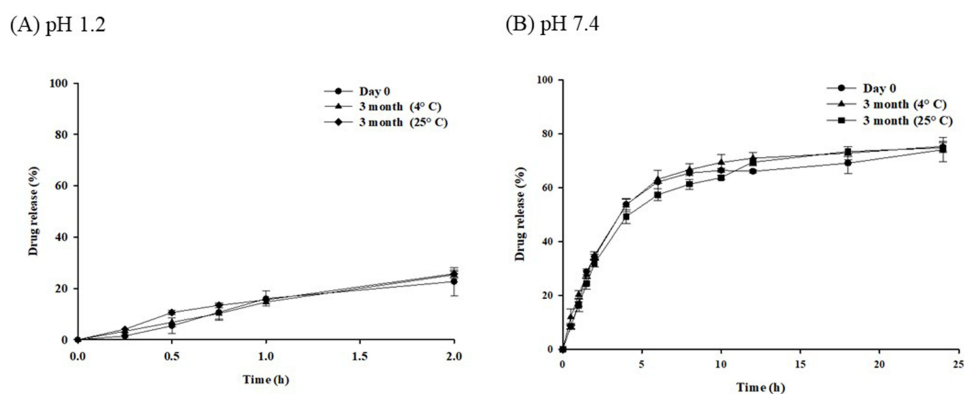 (A) pH 1.2
(B) pH 7.4
Drug release (%)
100
80
60
40
20
0
0.0
0.5
1.0
1.5
2.0
Time (h)
Day 0
3 month (4° C)
3 month (25° C)
Drug release (%)
100
80
60
40
20
0
0
5
10
15
20
25
Time (h)
Day 0
3 month (4° C)
3 month (25° C)